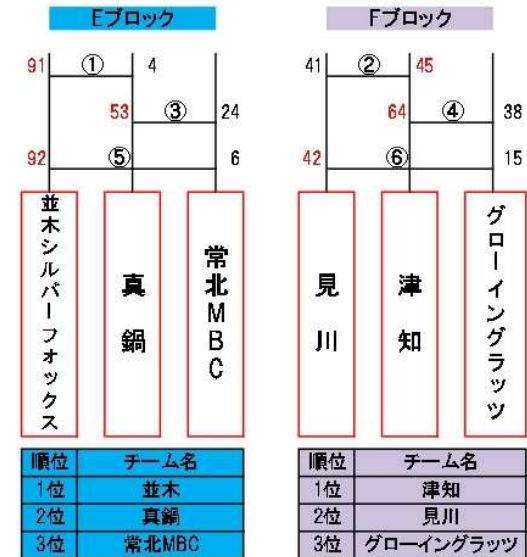 Eブロック
91 ① 4
53 ③ 24
92 ⑤ 6
並木シルバーフォックス
真鍋
常北MBC
順位 チーム名
1位 並木
2位 真鍋
3位 常北MBC
Fブロック
41 ② 45
64 ④ 38
42 ⑥ 15
見川
津知
グローイングラッツ
順位 チーム名
1位 津知
2位 見川
3位 グローイングラッツ